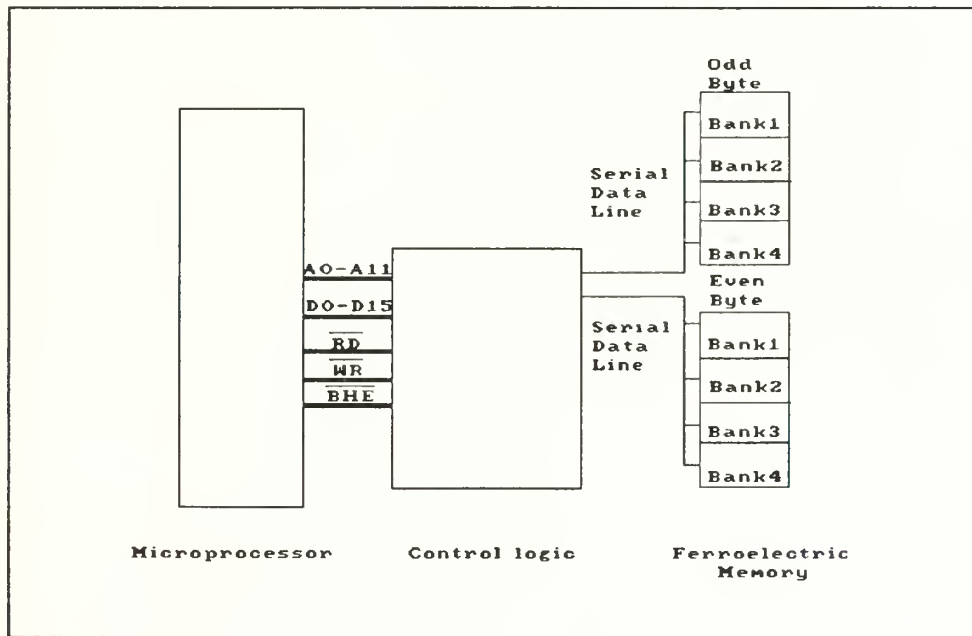 Odd
Byte
Bank1
Bank2
Bank3
Bank4
Serial
Data
Line
A0-A11
D0-D15
RD
WR
BHE
Even
Byte
Bank1
Bank2
Bank3
Bank4
Serial
Data
Line
Microprocessor
Control logic
Ferroelectric
Memory